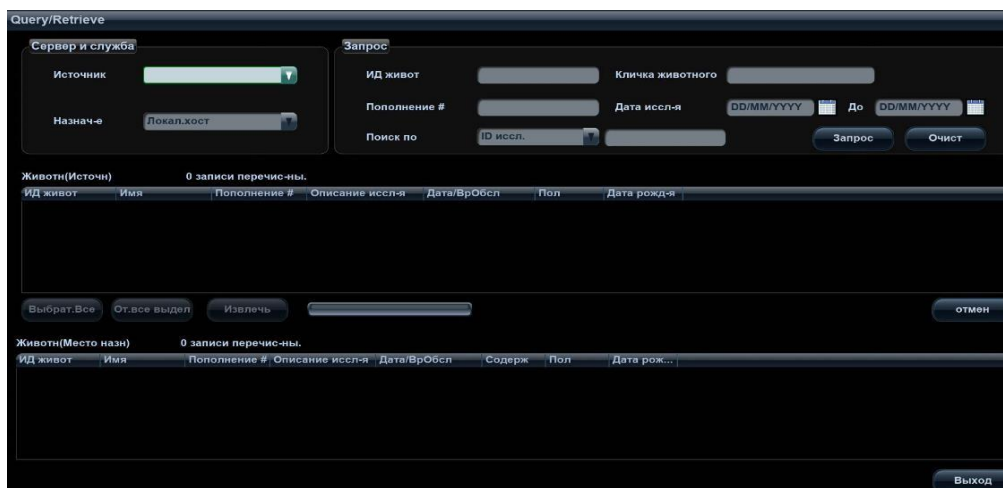 Query/Retrieve
Сервер и служба
Источник
Назнач-е Локал.хост
Запрос
ИД живот Кличка животного
Пополнение # Дата иссл-я DD/MM/YYYY До DD/MM/YYYY
Поиск по ID иссл. Запрос Очист
Животн(Источн) 0 записи перечис-ны.
ИД живот Имя Пополнение # Описание иссл-я Дата/ВрОбсл Пол Дата рожд-я
Выбрат.Все От.все выдел Извлечь отмен
Животн(Место назн) 0 записи перечис-ны.
ИД живот Имя Пополнение # Описание иссл-я Дата/ВрОбсл Содерж Пол Дата рож...
Выход